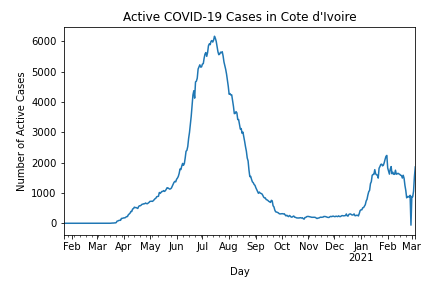 Active COVID-19 Cases in Cote d'Ivoire
Number of Active Cases
6000
5000
4000
3000
2000
1000
0
Feb Mar Apr May Jun Jul Aug Sep Oct Nov Dec Jan Feb Mar
2021
Day